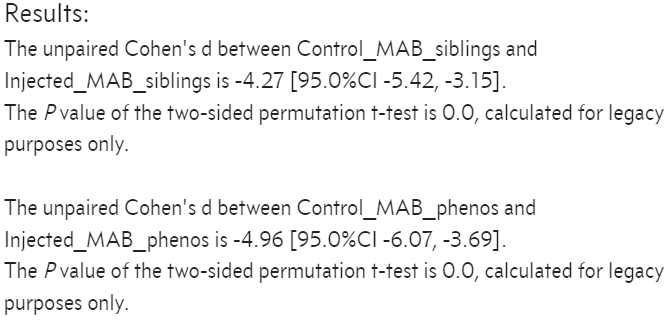 Results:
The unpaired Cohen's d between Control_MAB_siblings and
Injected_MAB_siblings is -4.27 [95.0%CI -5.42, -3.15].
The P value of the two-sided permutation t-test is 0.0, calculated for legacy
purposes only.
The unpaired Cohen's d between Control_MAB_phenos and
Injected_MAB_phenos is -4.96 [95.0%CI -6.07, -3.69].
The P value of the two-sided permutation t-test is 0.0, calculated for legacy
purposes only.